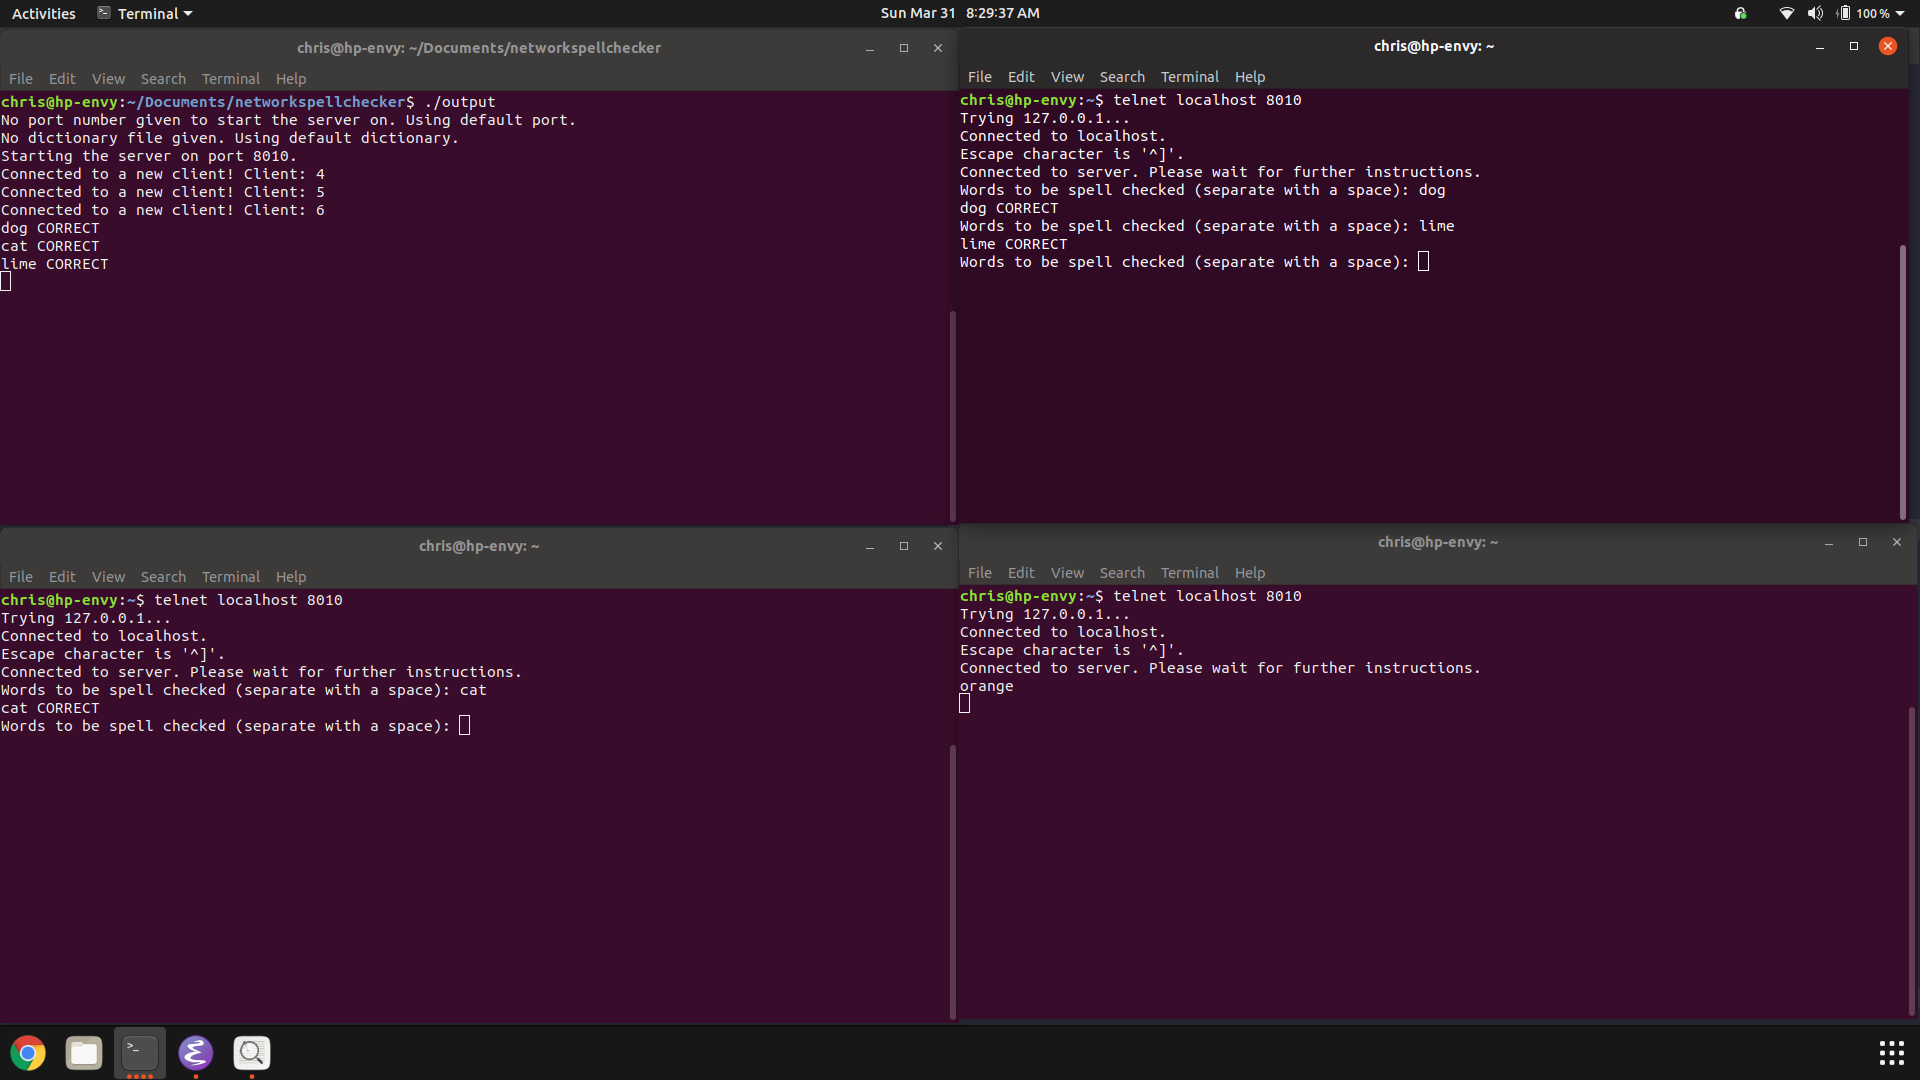 Activities Terminal Sun Mar 31 8:29:37 AM 100 %
chris@hp-envy: ~/Documents/networkspellchecker
File Edit View Search Terminal Help
chris@hp-envy:~/Documents/networkspellchecker$ ./output
No port number given to start the server on. Using default port.
No dictionary file given. Using default dictionary.
Starting the server on port 8010.
Connected to a new client! Client: 4
Connected to a new client! Client: 5
Connected to a new client! Client: 6
dog CORRECT
cat CORRECT
lime CORRECT
chris@hp-envy: ~
File Edit View Search Terminal Help
chris@hp-envy:~$ telnet localhost 8010
Trying 127.0.0.1...
Connected to localhost.
Escape character is '^]'.
Connected to server. Please wait for further instructions.
Words to be spell checked (separate with a space): dog
dog CORRECT
Words to be spell checked (separate with a space): lime
lime CORRECT
Words to be spell checked (separate with a space):
chris@hp-envy: ~
File Edit View Search Terminal Help
chris@hp-envy:~$ telnet localhost 8010
Trying 127.0.0.1...
Connected to localhost.
Escape character is '^]'.
Connected to server. Please wait for further instructions.
Words to be spell checked (separate with a space): cat
cat CORRECT
Words to be spell checked (separate with a space):
chris@hp-envy: ~
File Edit View Search Terminal Help
chris@hp-envy:~$ telnet localhost 8010
Trying 127.0.0.1...
Connected to localhost.
Escape character is '^]'.
Connected to server. Please wait for further instructions.
orange